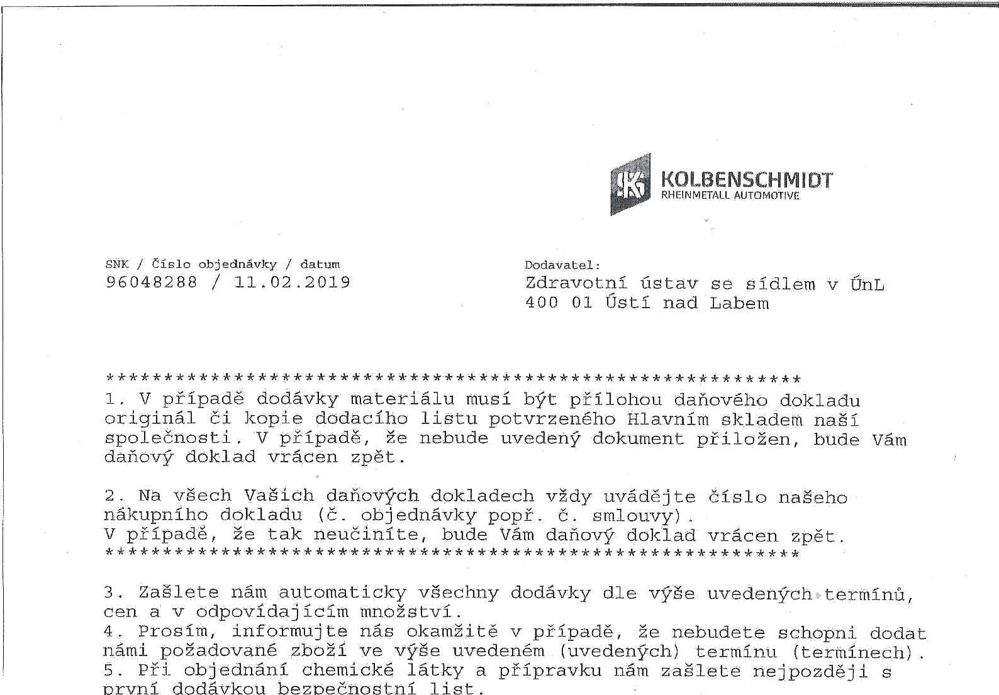 KOLBENSCHMIDT
RHEINMETALL AUTOMOTIVE
SNK / Číslo objednávky / datum
96048288 / 11.02.2019
Dodavatel:
Zdravotní ústav se sídlem v ÚnL
400 01 Ústí nad Labem
*************************************************************
1. V případě dodávky materiálu musí být přílohou daňového dokladu
originál či kopie dodacího listu potvrzeného Hlavním skladem naší
společnosti. V případě, že nebude uvedený dokument přiložen, bude Vám
daňový doklad vrácen zpět.
2. Na všech Vašich daňových dokladech vždy uvádějte číslo našeho
nákupního dokladu (č. objednávky popř. č. smlouvy).
V případě, že tak neučiníte, bude Vám daňový doklad vrácen zpět.
*************************************************************
3. Zašlete nám automaticky všechny dodávky dle výše uvedených termínů,
cen a v odpovídajícím množství.
4. Prosím, informujte nás okamžitě v případě, že nebudete schopni dodat
námi požadované zboží ve výše uvedeném (uvedených) termínu (termínech).
5. Při objednání chemické látky a přípravku nám zašlete nejpozději s
první dodávkou bezpečnostní list.